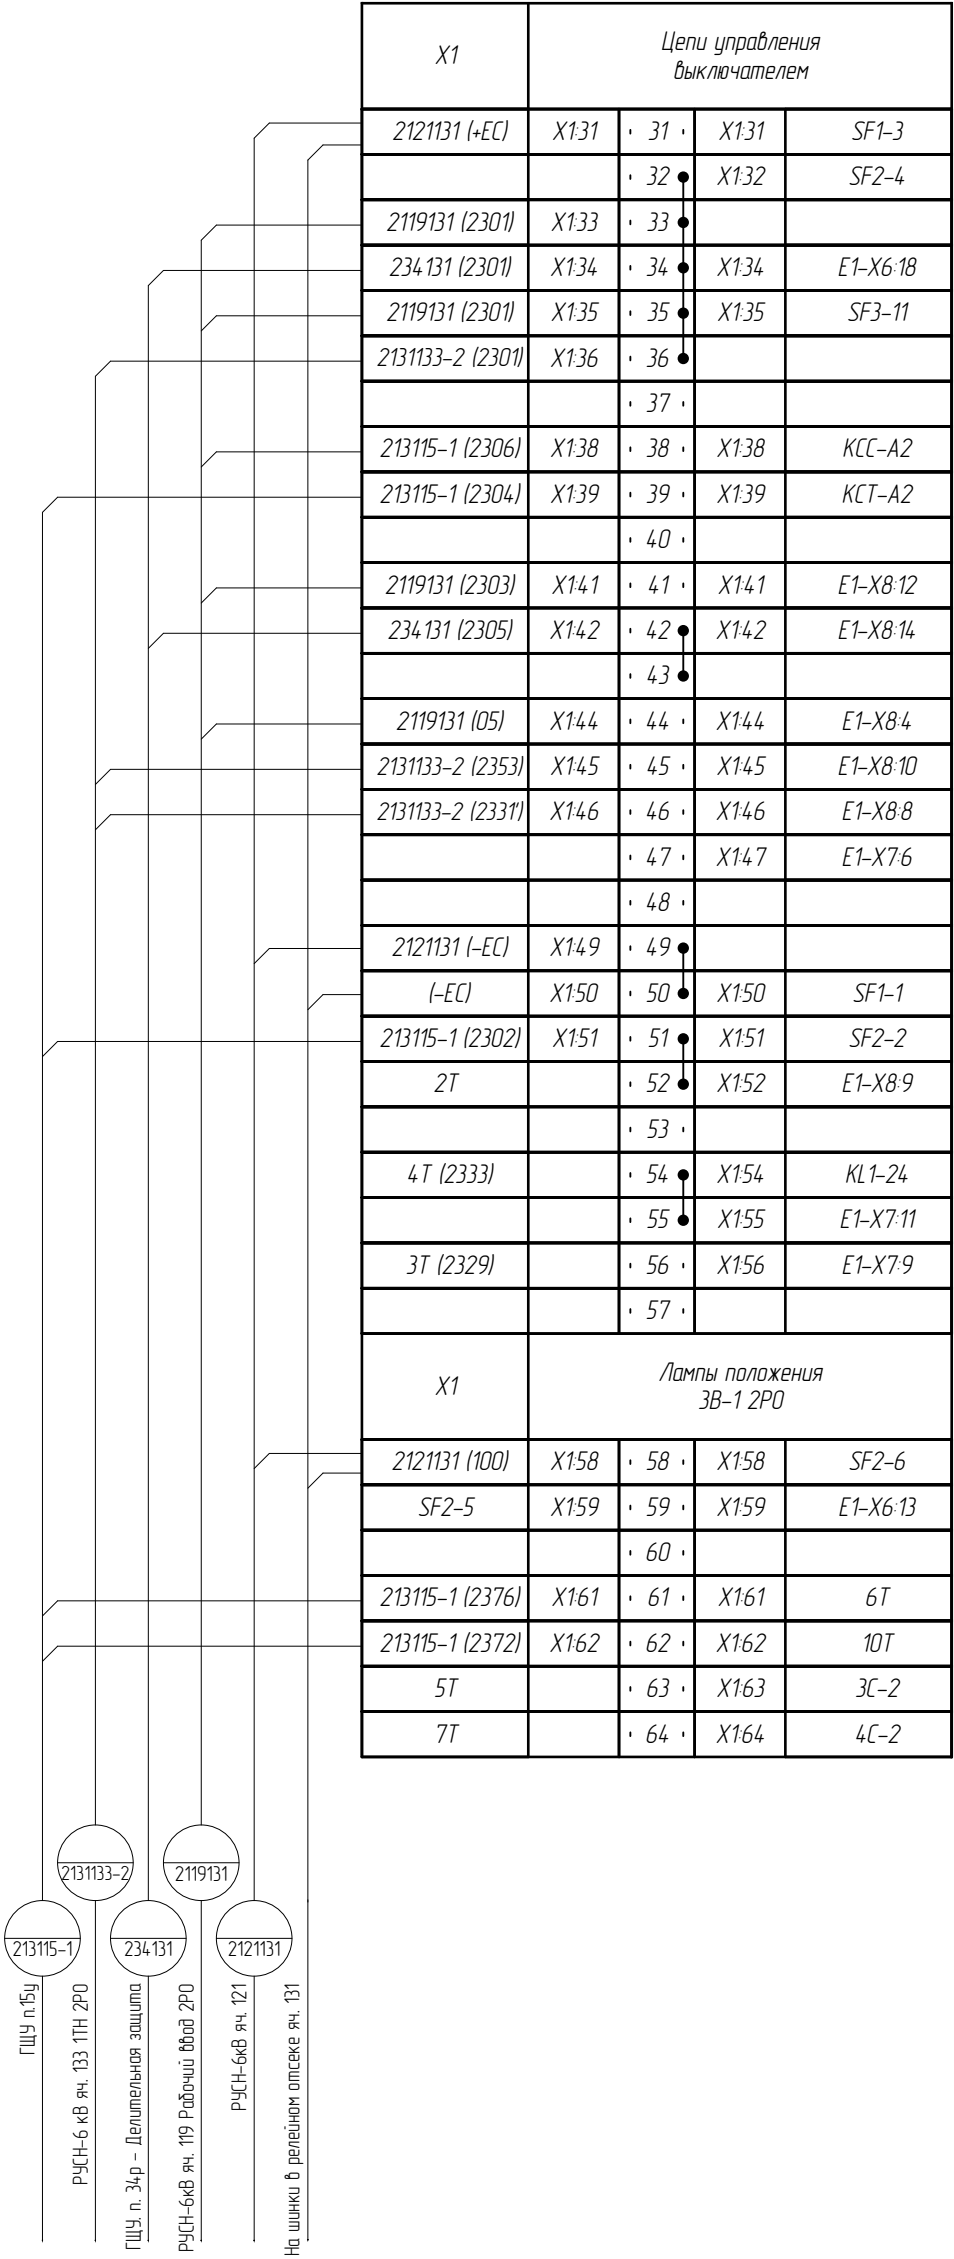 X1
Цепи управления
выключателем
2121131 (+EC) X1:31 31 X1:31 SF1-3
32 X1:32 SF2-4
2119131 (2301) X1:33 33
234131 (2301) X1:34 34 X1:34 E1-X6:18
2119131 (2301) X1:35 35 X1:35 SF3-11
2131133-2 (2301) X1:36 36
37
213115-1 (2306) X1:38 38 X1:38 KCC-A2
213115-1 (2304) X1:39 39 X1:39 KCT-A2
40
2119131 (2303) X1:41 41 X1:41 E1-X8:12
234131 (2305) X1:42 42 X1:42 E1-X8:14
43
2119131 (05) X1:44 44 X1:44 E1-X8:4
2131133-2 (2353) X1:45 45 X1:45 E1-X8:10
2131133-2 (2331') X1:46 46 X1:46 E1-X8:8
47 X1:47 E1-X7:6
48
2121131 (-EC) X1:49 49
(-EC) X1:50 50 X1:50 SF1-1
213115-1 (2302) X1:51 51 X1:51 SF2-2
2T 52 X1:52 E1-X8:9
53
4T (2333) 54 X1:54 KL1-24
55 X1:55 E1-X7:11
3T (2329) 56 X1:56 E1-X7:9
57
X1
Лампы положения
3В-1 2РО
2121131 (100) X1:58 58 X1:58 SF2-6
SF2-5 X1:59 59 X1:59 E1-X6:13
60
213115-1 (2376) X1:61 61 X1:61 6T
213115-1 (2372) X1:62 62 X1:62 10T
5T 63 X1:63 3C-2
7T 64 X1:64 4C-2
2131133-2
2119131
213115-1
234131
2121131
ГЩУ п.15у
РУСН-6 кВ яч. 133 1ТН 2РО
ГЩУ. п. 34р - Делительная защита
РУСН-6кВ яч. 119 Рабочий ввод 2РО
РУСН-6кВ яч. 121
На шинки в релейном отсеке яч. 131